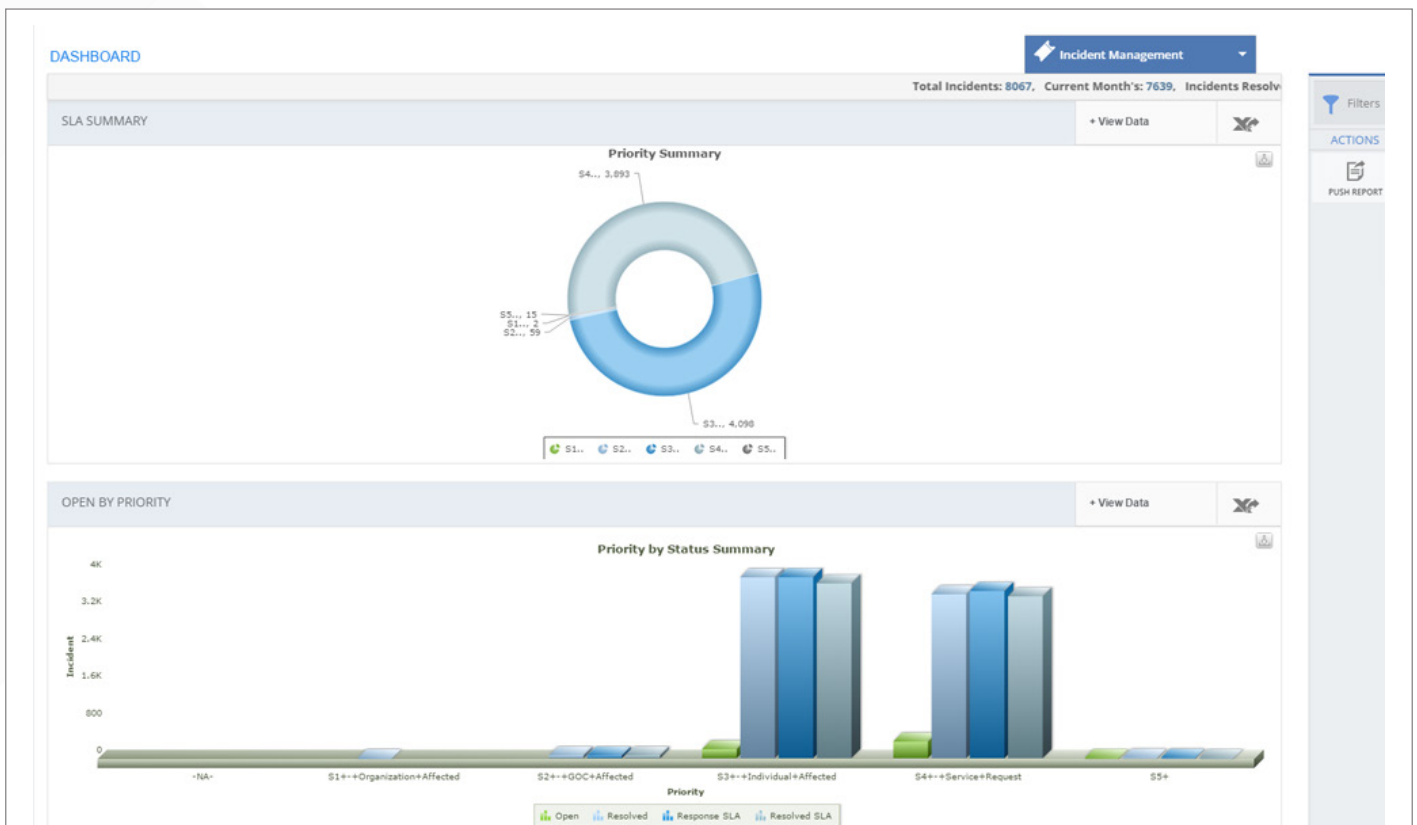 DASHBOARD
Incident Management
Total Incidents: 8067, Current Month's: 7639, Incidents Resolv
Filters
SLA SUMMARY
+ View Data
ACTIONS
PUSH REPORT
Priority Summary
S4.., 3,893
S5.., 15
S1.., 2
S2.., 59
S3.., 4,098
S1.. S2.. S3.. S4.. S5..
OPEN BY PRIORITY
+ View Data
Priority by Status Summary
4K
3.2K
2.4K
1.6K
800
0
Incident
-NA- S1+-+Organization+Affected S2+-+GOC+Affected S3+-+Individual+Affected S4+-+Service+Request S5+
Priority
Open Resolved Response SLA Resolved SLA